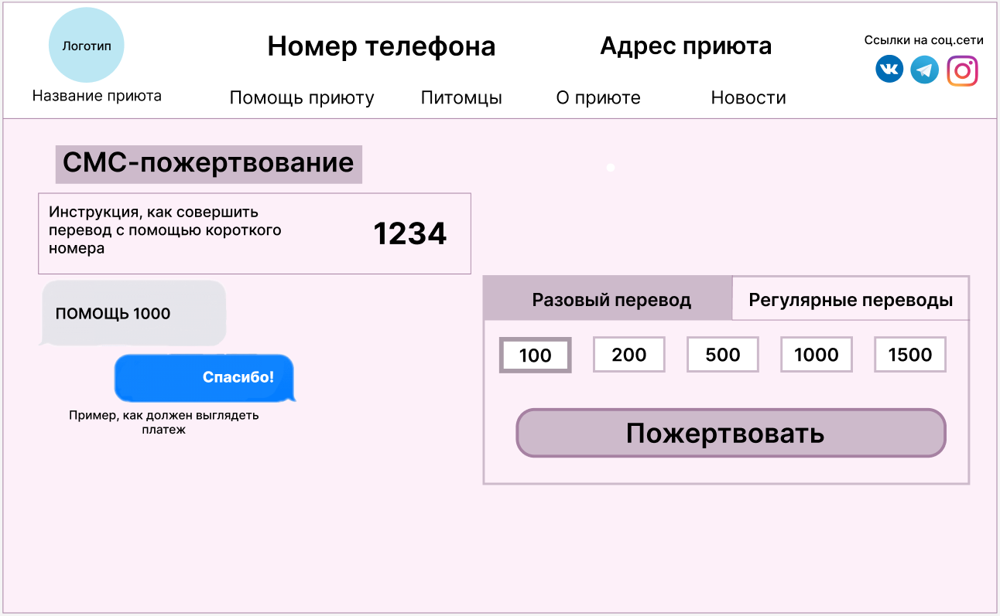 Логотип
Название приюта
Номер телефона
Адрес приюта
Ссылки на соц.сети
Помощь приюту
Питомцы
О приюте
Новости
СМС-пожертвование
Инструкция, как совершить
перевод с помощью короткого
номера
1234
ПОМОЩЬ 1000
Спасибо!
Пример, как должен выглядеть
платеж
Разовый перевод
Регулярные переводы
100
200
500
1000
1500
Пожертвовать